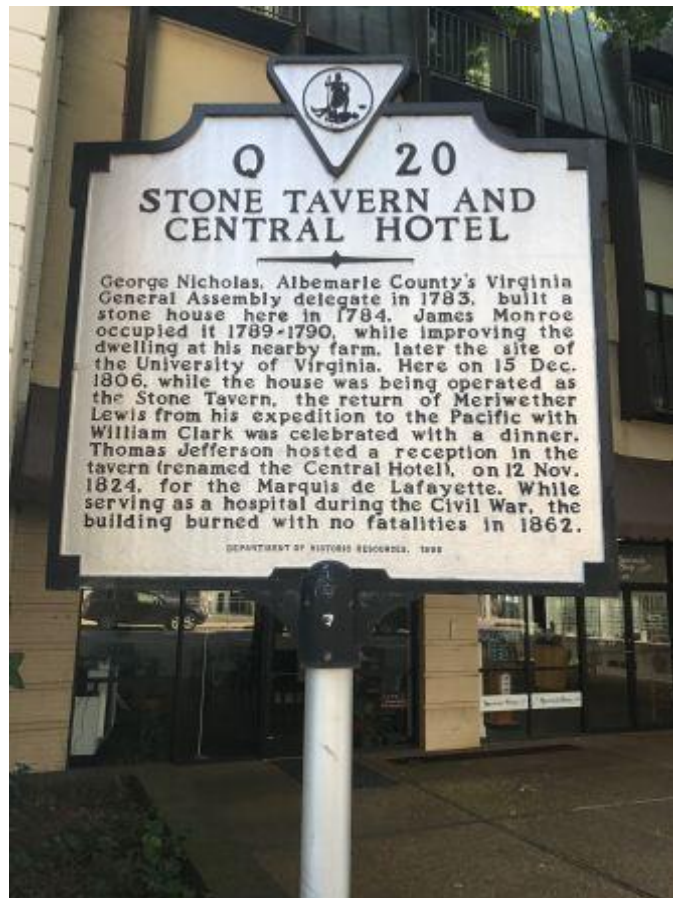 Q 20
STONE TAVERN AND
CENTRAL HOTEL
George Nicholas, Albemarle County's Virginia
General Assembly delegate in 1783, built a
stone house here in 1784. James Monroe
occupied it 1789-1790, while improving the
dwelling at his nearby farm, later the site of
the University of Virginia. Here on 15 Dec.
1806, while the house was being operated as
the Stone Tavern, the return of Meriwether
Lewis from his expedition to the Pacific with
William Clark was celebrated with a dinner.
Thomas Jefferson hosted a reception in the
tavern (renamed the Central Hotel), on 12 Nov.
1824, for the Marquis de Lafayette. While
serving as a hospital during the Civil War, the
building burned with no fatalities in 1862.
DEPARTMENT OF HISTORIC RESOURCES,